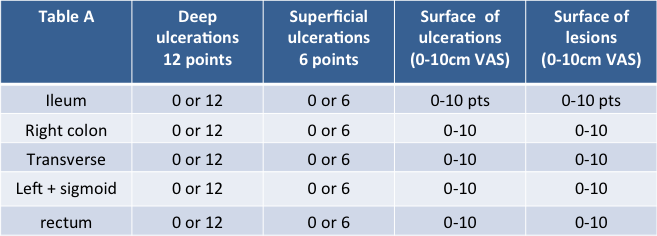 Table A Deep ulcerations 12 points Superficial ulcerations 6 points Surface of ulcerations (0-10cm VAS) Surface of lesions (0-10cm VAS)
Ileum 0 or 12 0 or 6 0-10 pts 0-10 pts
Right colon 0 or 12 0 or 6 0-10 0-10
Transverse 0 or 12 0 or 6 0-10 0-10
Left + sigmoid 0 or 12 0 or 6 0-10 0-10
rectum 0 or 12 0 or 6 0-10 0-10